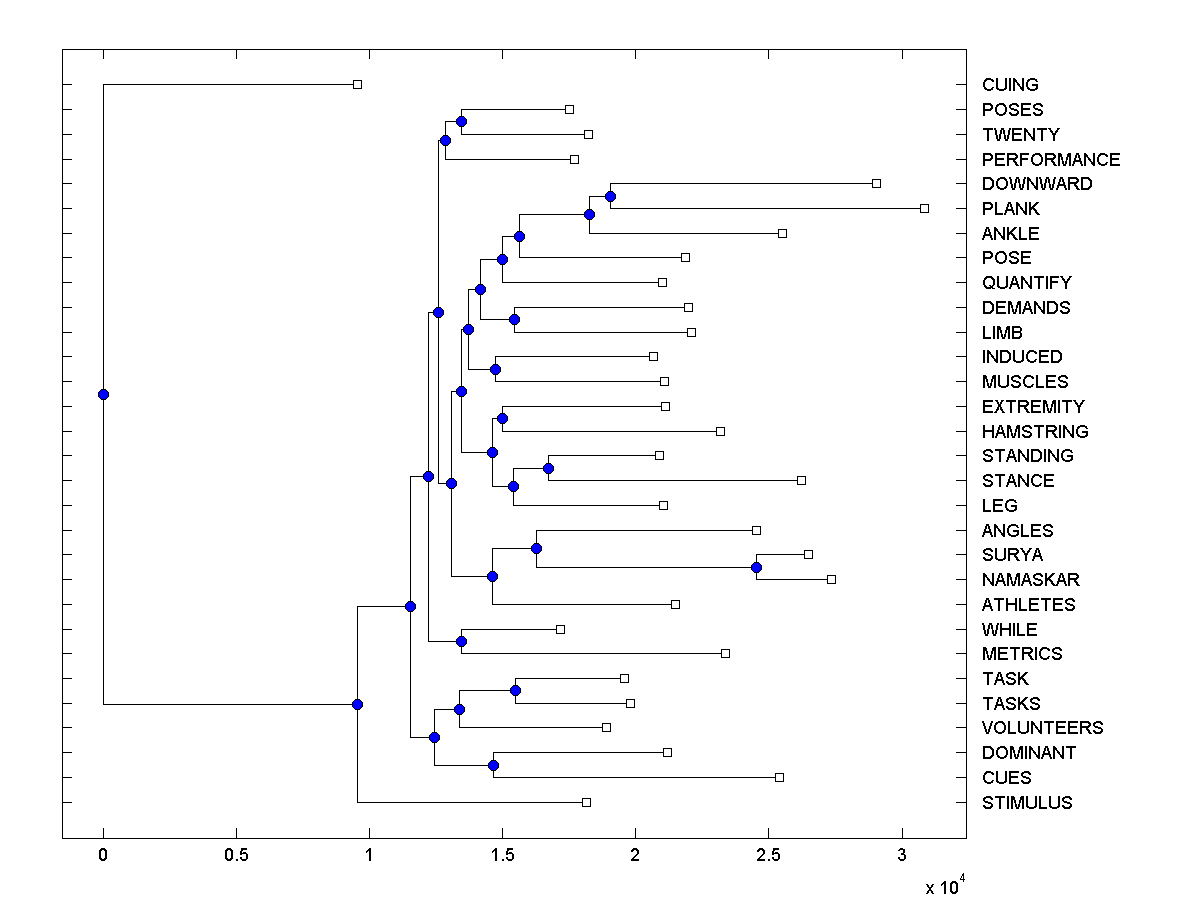 CUING
POSES
TWENTY
PERFORMANCE
DOWNWARD
PLANK
ANKLE
POSE
QUANTIFY
DEMANDS
LIMB
INDUCED
MUSCLES
EXTREMITY
HAMSTRING
STANDING
STANCE
LEG
ANGLES
SURYA
NAMASKAR
ATHLETES
WHILE
METRICS
TASK
TASKS
VOLUNTEERS
DOMINANT
CUES
STIMULUS
0 0.5 1 1.5 2 2.5 3
x 10^4